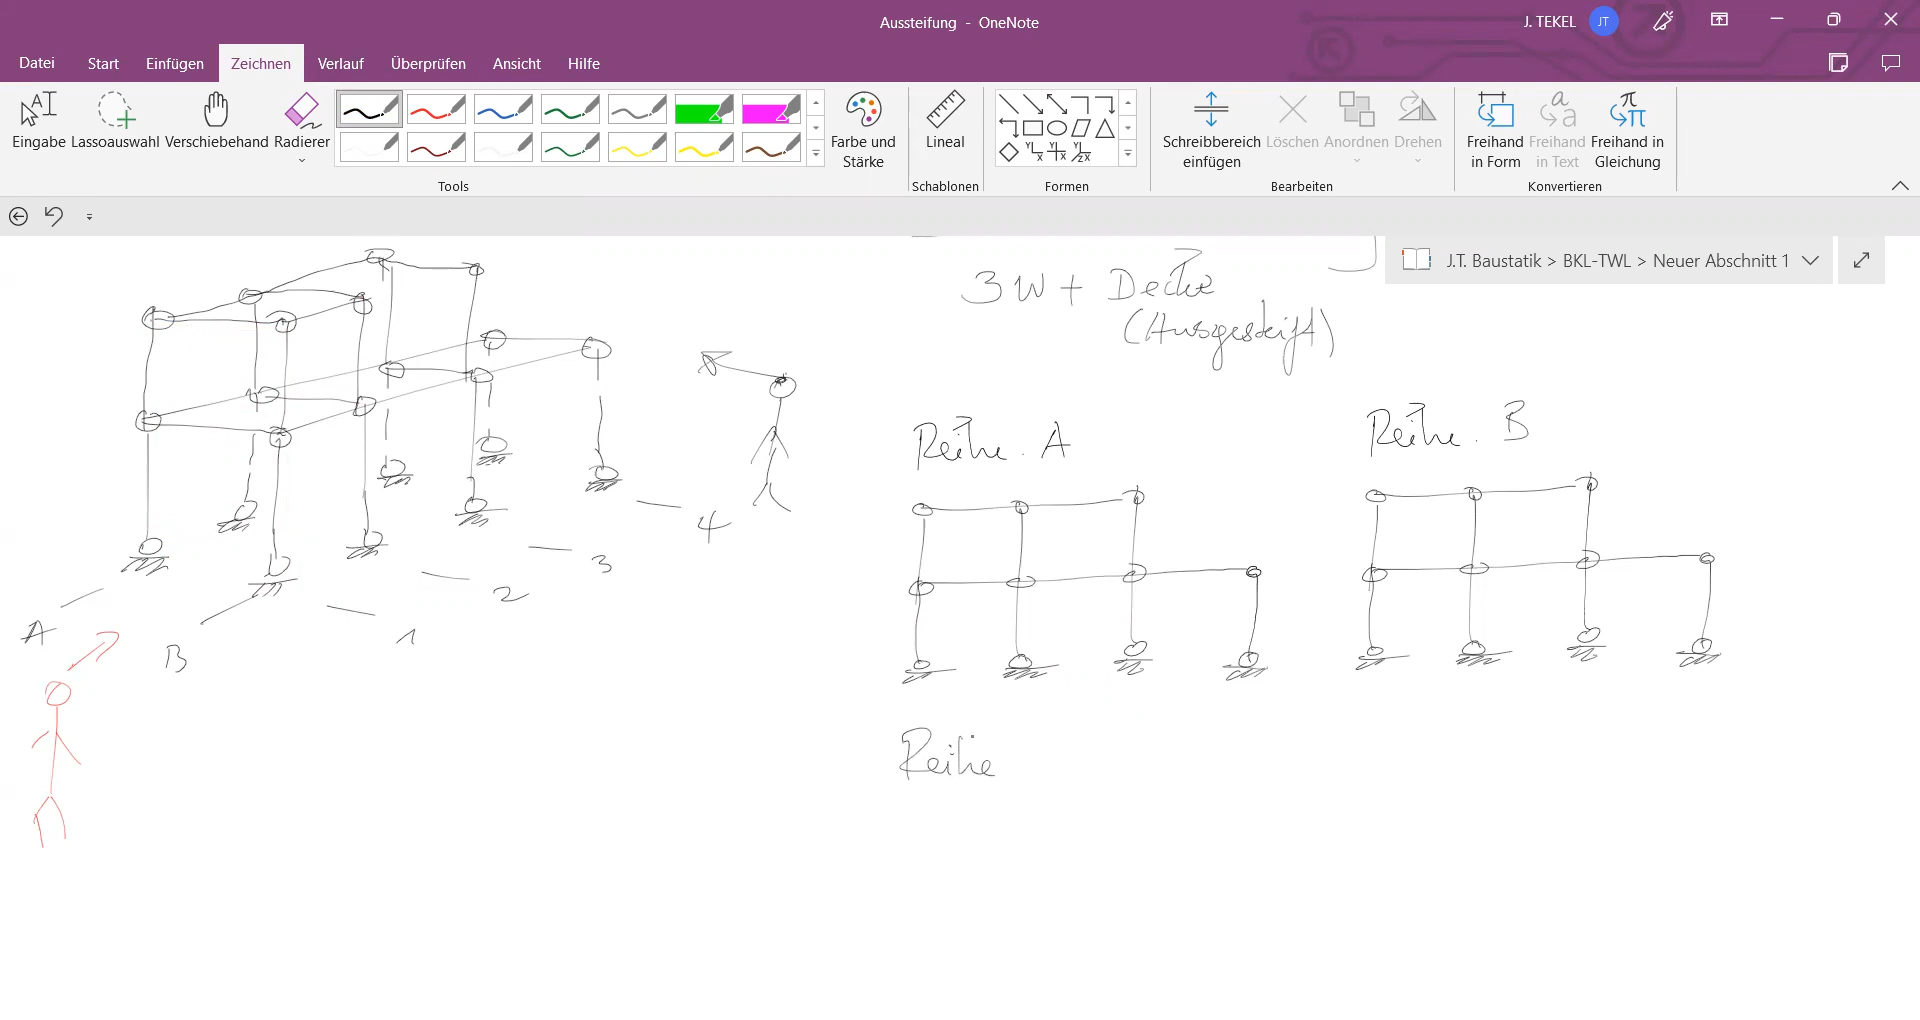 Aussteifung - OneNote
J. TEKEL
JT
Datei
Start
Einfügen
Zeichnen
Verlauf
Überprüfen
Ansicht
Hilfe
Eingabe
Lassoauswahl
Verschiebehand
Radierer
Farbe und
Stärke
Lineal
Schreibbereich
einfügen
Löschen
Anordnen
Drehen
Freihand
in Form
Freihand
in Text
Freihand in
Gleichung
Tools
Schablonen
Formen
Bearbeiten
Konvertieren
J.T. Baustatik > BKL-TWL > Neuer Abschnitt 1
3 W + Decke
(Ausgesteift)
Reihe. A
Reihe. B
4
3
2
1
A
B
Reihe